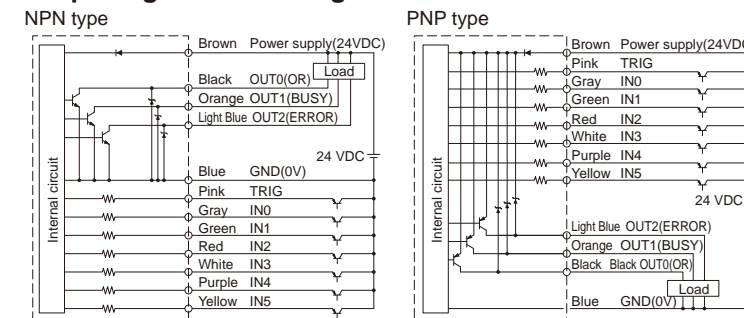 NPN type
Brown Power supply(24VDC)
Load
Black OUT0(OR)
Orange OUT1(BUSY)
Light Blue OUT2(ERROR)
24 VDC
Blue GND(0V)
Internal circuit
Pink TRIG
Gray IN0
Green IN1
Red IN2
White IN3
Purple IN4
Yellow IN5
PNP type
Brown Power supply(24VDC
Pink TRIG
Gray IN0
Green IN1
Red IN2
White IN3
Purple IN4
Yellow IN5
24 VDC
Internal circuit
Light Blue OUT2(ERROR)
Orange OUT1(BUSY)
Black Black OUT0(OR)
Load
Blue GND(0V)